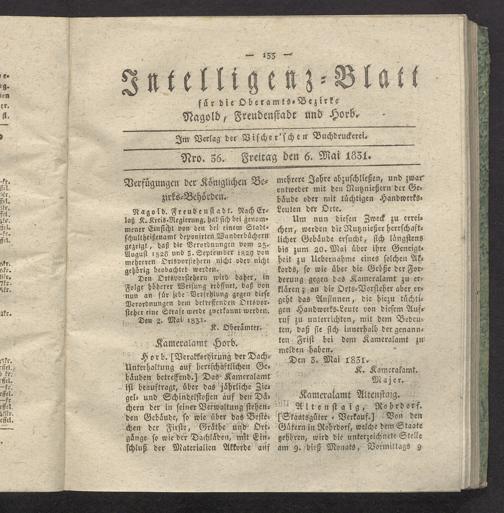 — 155 —
Intelligenz-Blatt
für die Oberamts-Bezirke
Nagold, Freudenstadt und Horb.
Im Verlag der Vischer'schen Buchdruckerei.
Nro. 36. Freitag den 6. Mai 1831.
Verfügungen der Königlichen Be-
zirks-Behörden.
Nagold. Freudenstadt. Nach Er-
laß K. Kreis-Regierung, hat sich bei genom-
mener Einsicht von den bei einem Stadt-
schultheißenamt deponirten Wanderbüchern
gezeigt, daß die Verordnungen vom 25.
August 1826 und 5. September 1829 von
mehreren Ortsvorstehern nicht oder nicht
gehörig beobachtet werden.
Den Ortsvorstehern wird daher, in
Folge höherer Weisung eröffnet, daß von
nun an für jede Verfehlung gegen diese
Verordnungen dem betreffenden Ortsvor-
steher eine Strafe werde zuerkannt werden.
Den 2. Mai 1831.
K. Oberämter.
Kameralamt Horb.
Horb. [Verakkordirung der Dach-
Unterhaltung auf herrschaftlichen Ge-
bäuden betreffend.] Das Kameralamt
ist beauftragt, über das jährliche Zie-
gel- und Schindelstecken auf den Dä-
chern der in seiner Verwaltung stehen-
den Gebäude, so wie über das Beste-
chen der Firste, Gräthe und Ort-
gänge so wie der Dachläden, mit Ein-
schluß der Materialien Akkorde auf
mehrere Jahre abzuschließen, und zwar
entweder mit den Nutznießern der Ge-
bäude oder mit tüchtigen Handwerks-
Leuten der Orte.
Um nun diesen Zweck zu errei-
chen, werden die Nutznießer herrschaft-
licher Gebäude ersucht, sich längstens
bis zum 20. Mai über ihre Geneigt-
heit zu Uebernahme eines solchen Ak-
kords, so wie über die Größe der For-
derung gegen das Kameralamt zu er-
klären; an die Orts-Vorsteher aber er-
geht das Ansinnen, die hiezu tüchti-
gen Handwerks-Leute von diesem Auf-
ruf zu unterrichten, mit dem Bedeu-
ten, daß sie sich innerhalb der genann-
ten Frist bei dem Kameralamt zu
melden haben.
Den 3. Mai 1831.
K. Kameralamt.
Majer.
Kameralamt Altenstaig.
Altenstaig, Rohrdorf.
[Staatsgüter-Verkauf.] Von den
Gütern in Rohrdorf, welche dem Staate
gehören, wird die unterzeichnete Stelle
am 9. dieß Monats, Vormittags 9